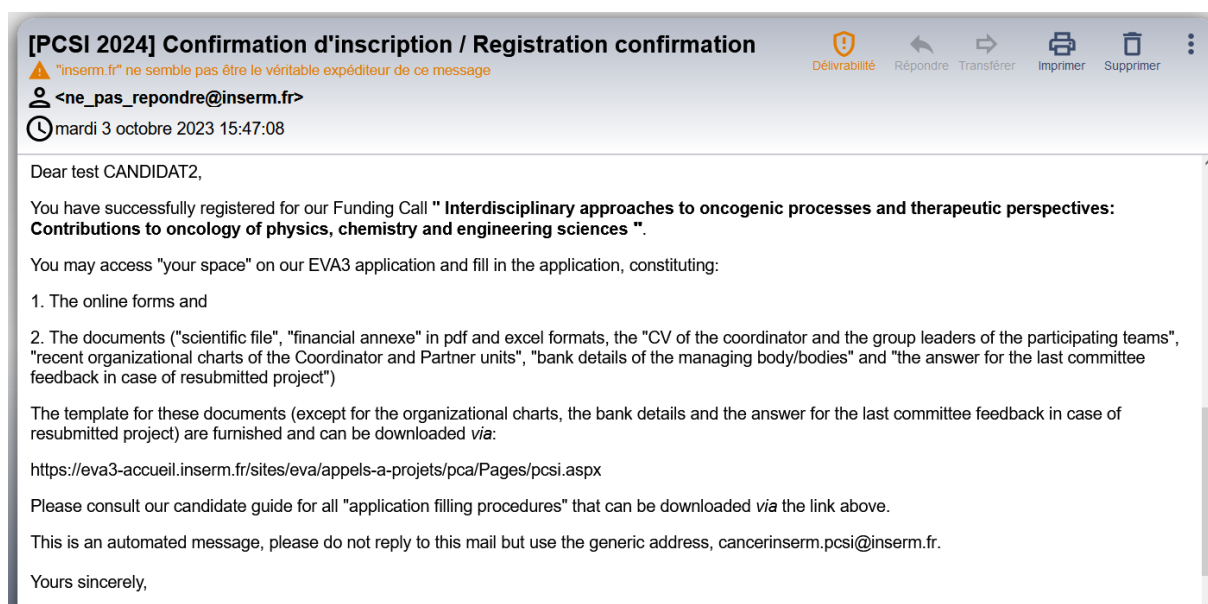 [PCSI 2024] Confirmation d'inscription / Registration confirmation
Délivrabilité Répondre Transférer Imprimer Supprimer
"inserm.fr" ne semble pas être le véritable expéditeur de ce message
<ne_pas_repondre@inserm.fr>
mardi 3 octobre 2023 15:47:08
Dear test CANDIDAT2,
You have successfully registered for our Funding Call " Interdisciplinary approaches to oncogenic processes and therapeutic perspectives:
Contributions to oncology of physics, chemistry and engineering sciences ".
You may access "your space" on our EVA3 application and fill in the application, constituting:
1. The online forms and
2. The documents ("scientific file", "financial annexe" in pdf and excel formats, the "CV of the coordinator and the group leaders of the participating teams",
"recent organizational charts of the Coordinator and Partner units", "bank details of the managing body/bodies" and "the answer for the last committee
feedback in case of resubmitted project")
The template for these documents (except for the organizational charts, the bank details and the answer for the last committee feedback in case of
resubmitted project) are furnished and can be downloaded via:
https://eva3-accueil.inserm.fr/sites/eva/appels-a-projets/pca/Pages/pcsi.aspx
Please consult our candidate guide for all "application filling procedures" that can be downloaded via the link above.
This is an automated message, please do not reply to this mail but use the generic address, cancerinserm.pcsi@inserm.fr.
Yours sincerely,